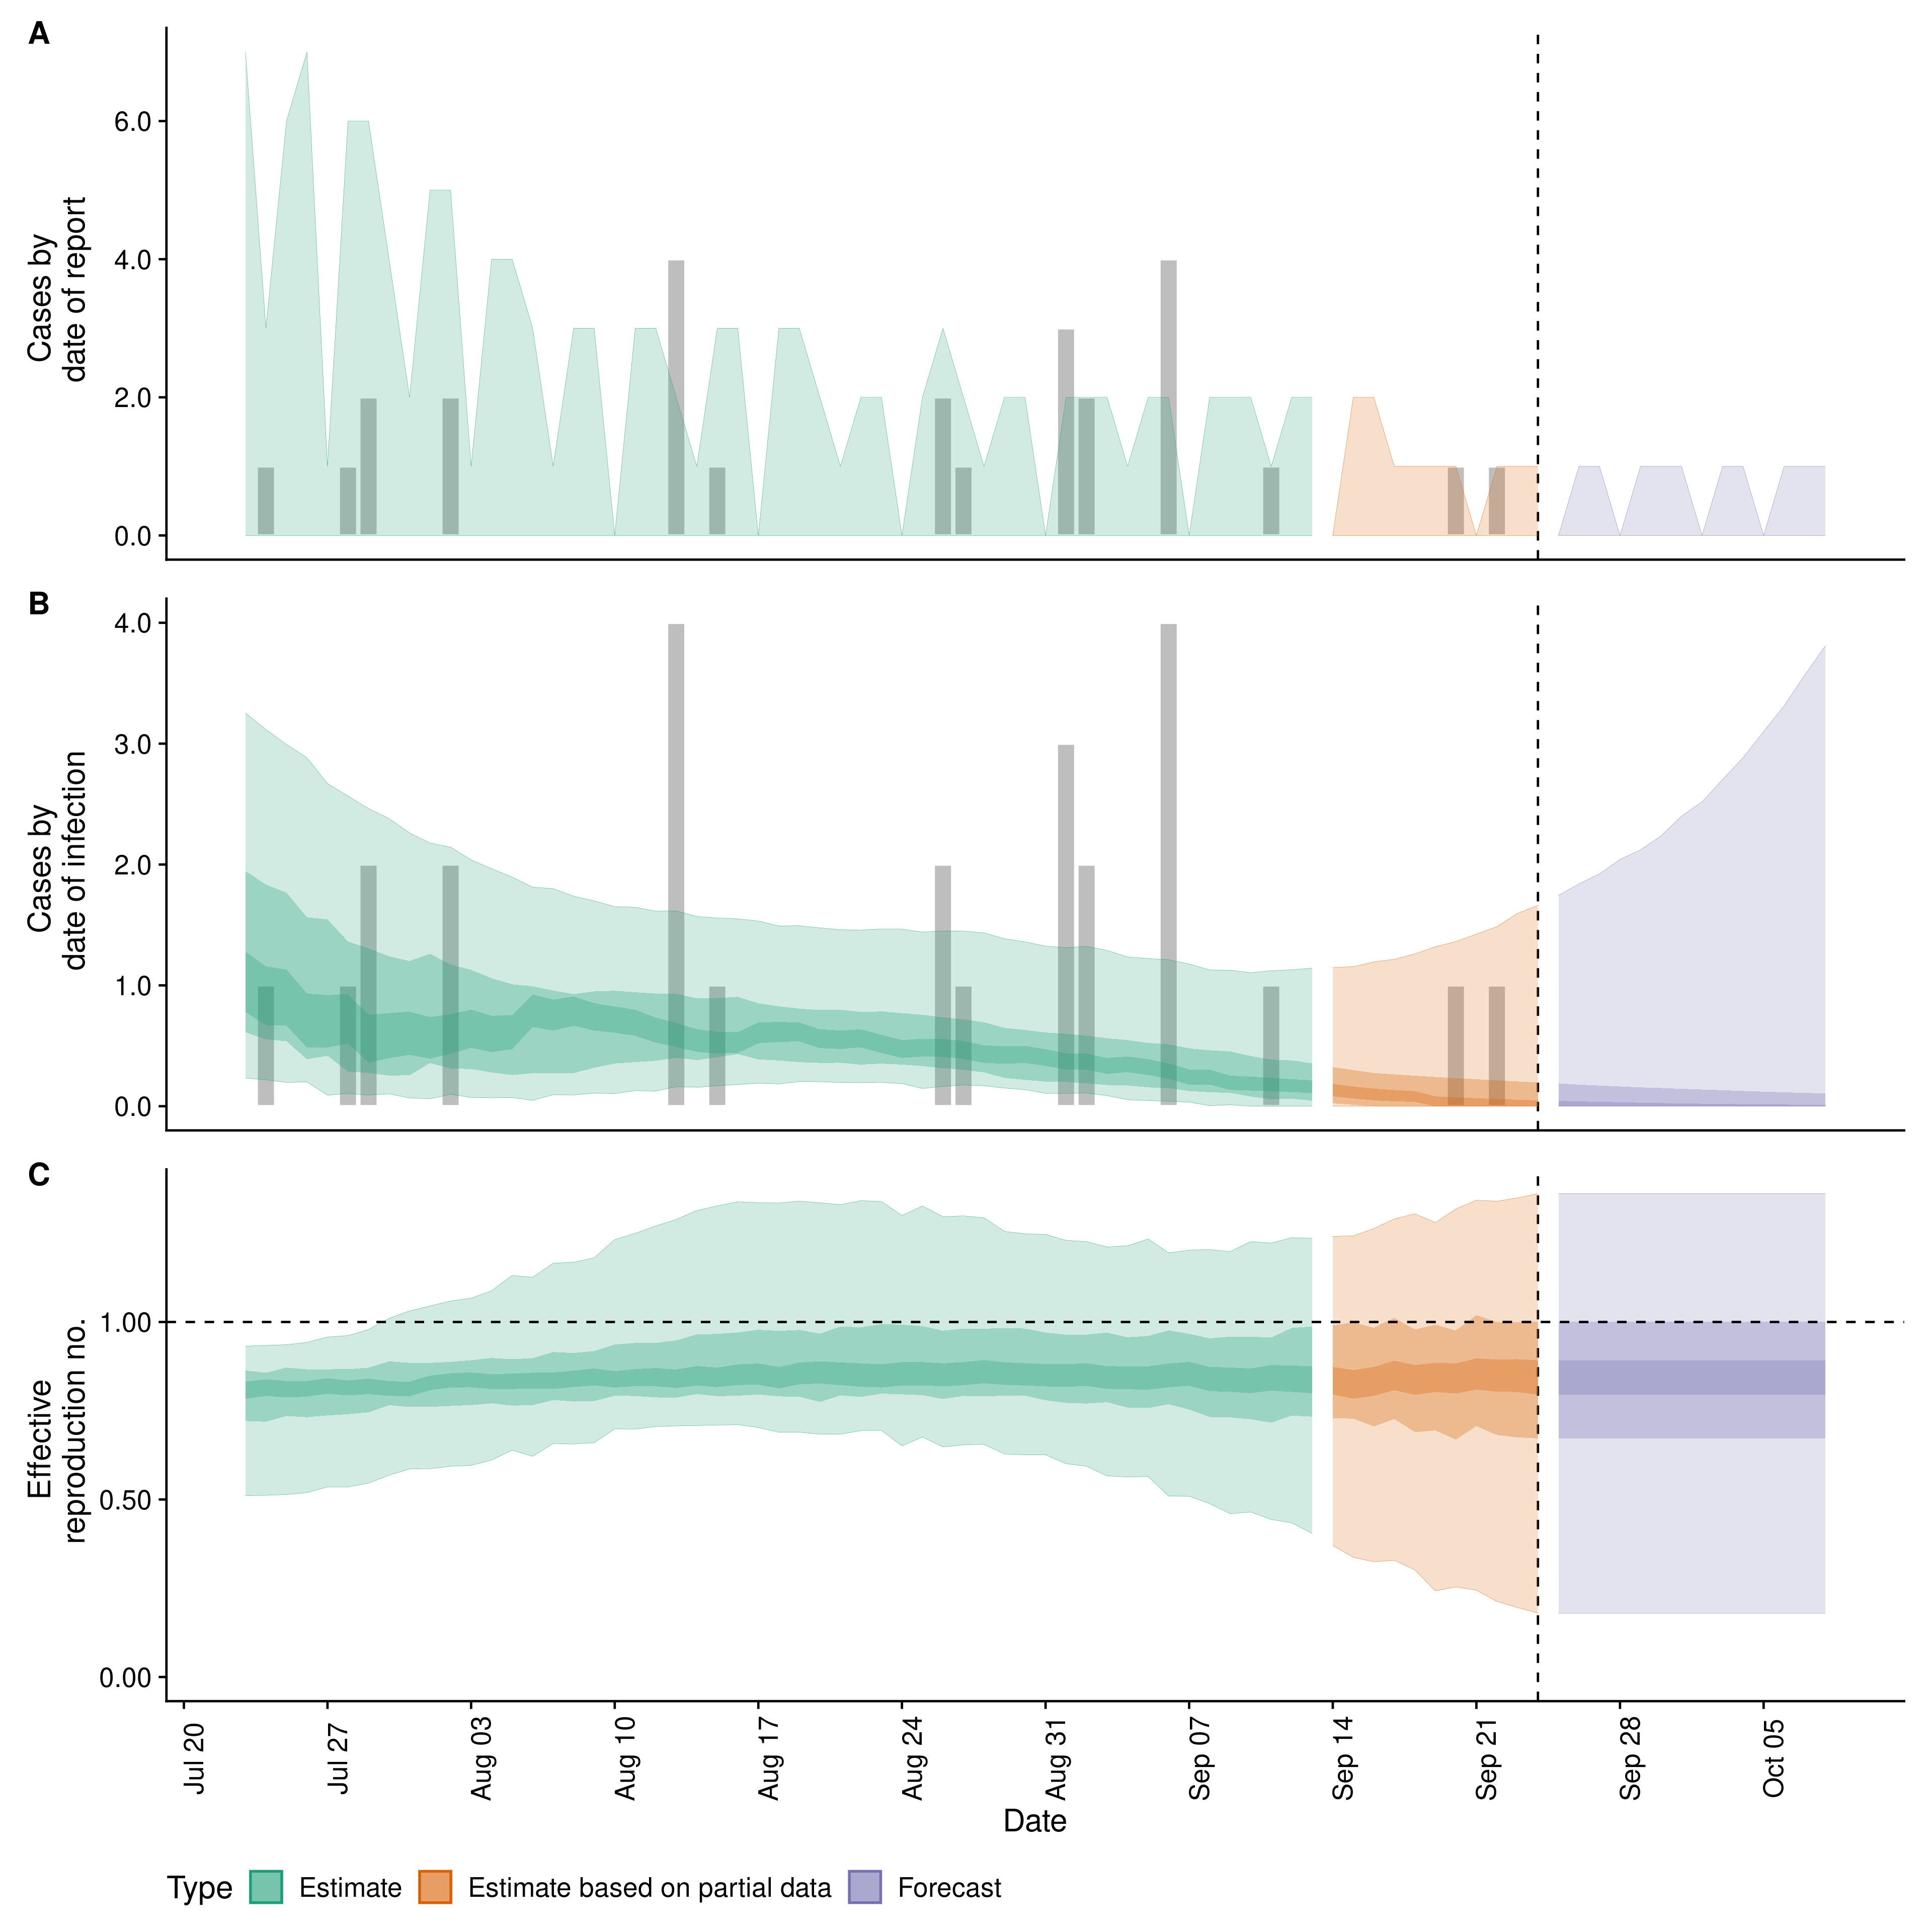 A
6.0
4.0
2.0
0.0
Cases by
date of report
B
4.0
3.0
2.0
1.0
0.0
Cases by
date of infection
C
1.00
0.50
0.00
Effective
reproduction no.
Jul 20
Jul 27
Aug 03
Aug 10
Aug 17
Aug 24
Aug 31
Sep 07
Sep 14
Sep 21
Sep 28
Oct 05
Date
Type Estimate Estimate based on partial data Forecast